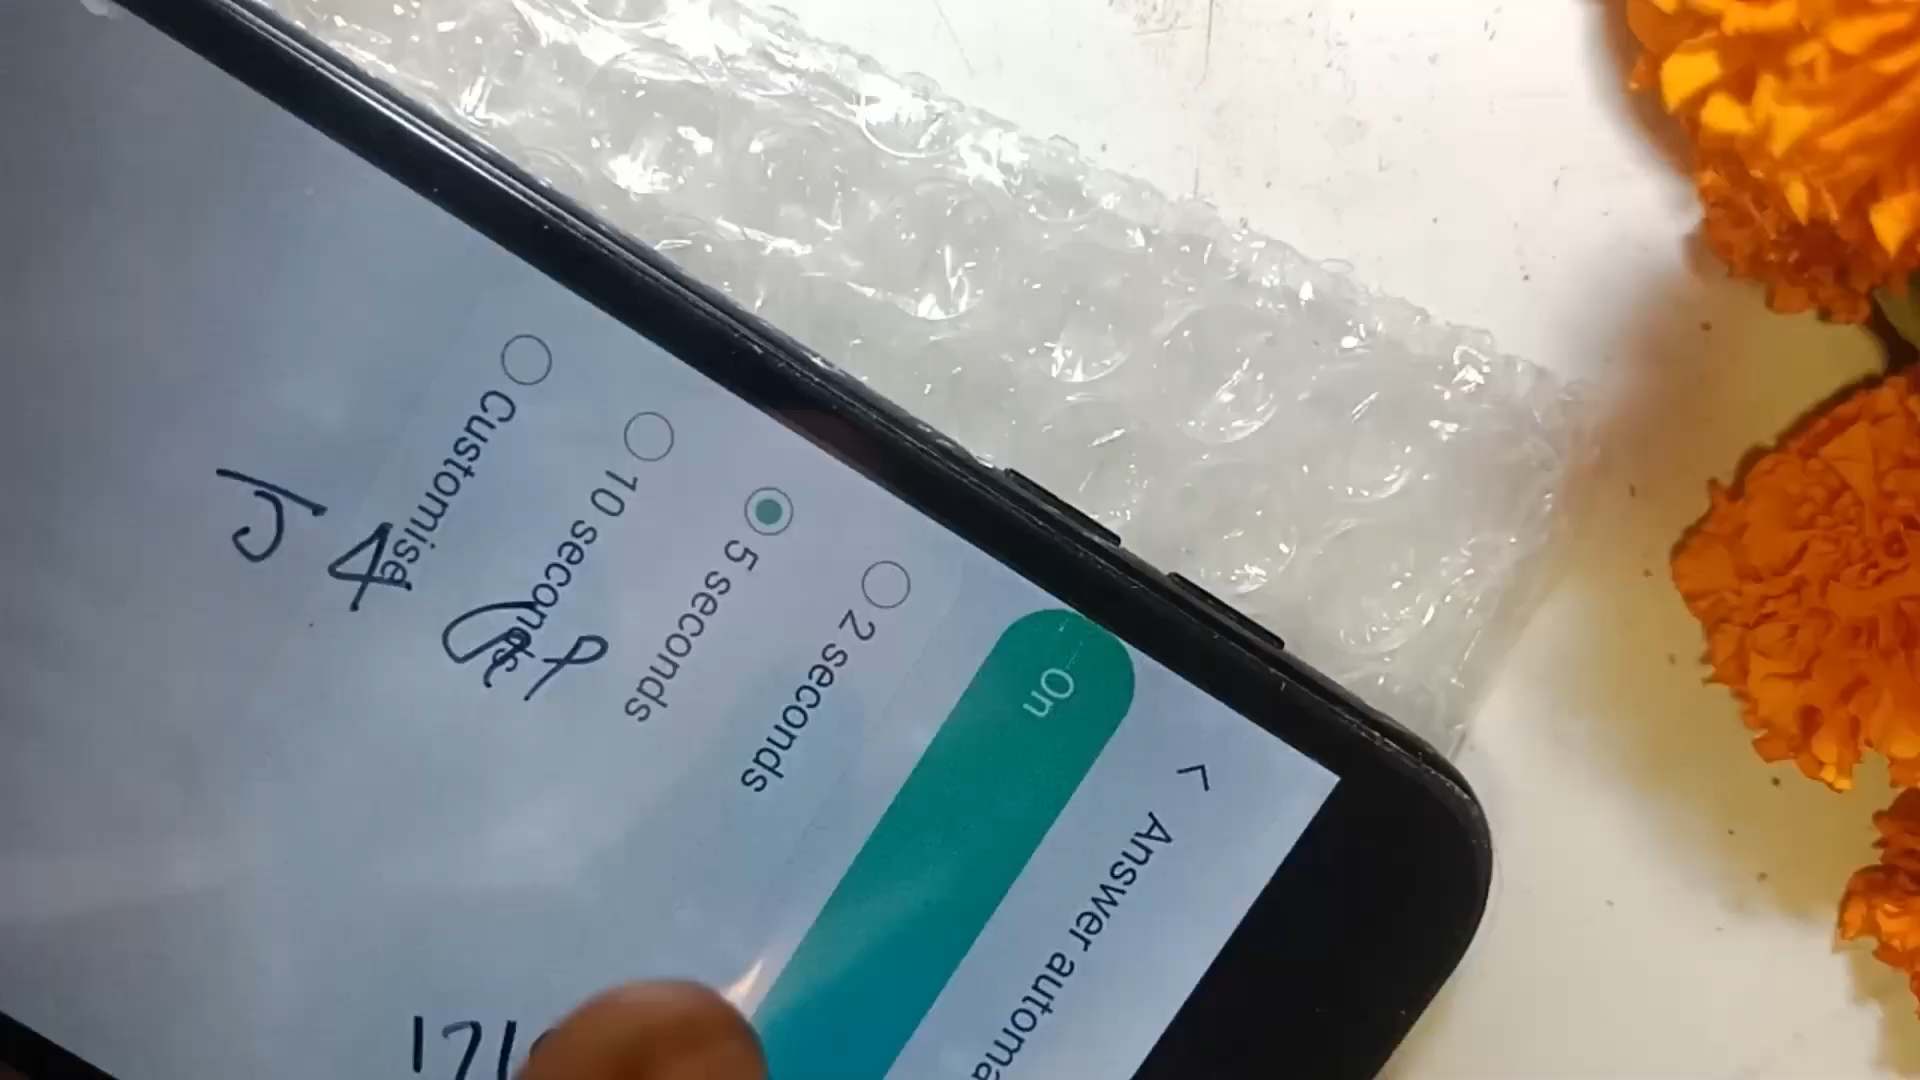 < Answer automa
On
2 seconds
5 seconds
10 seconds
Customise